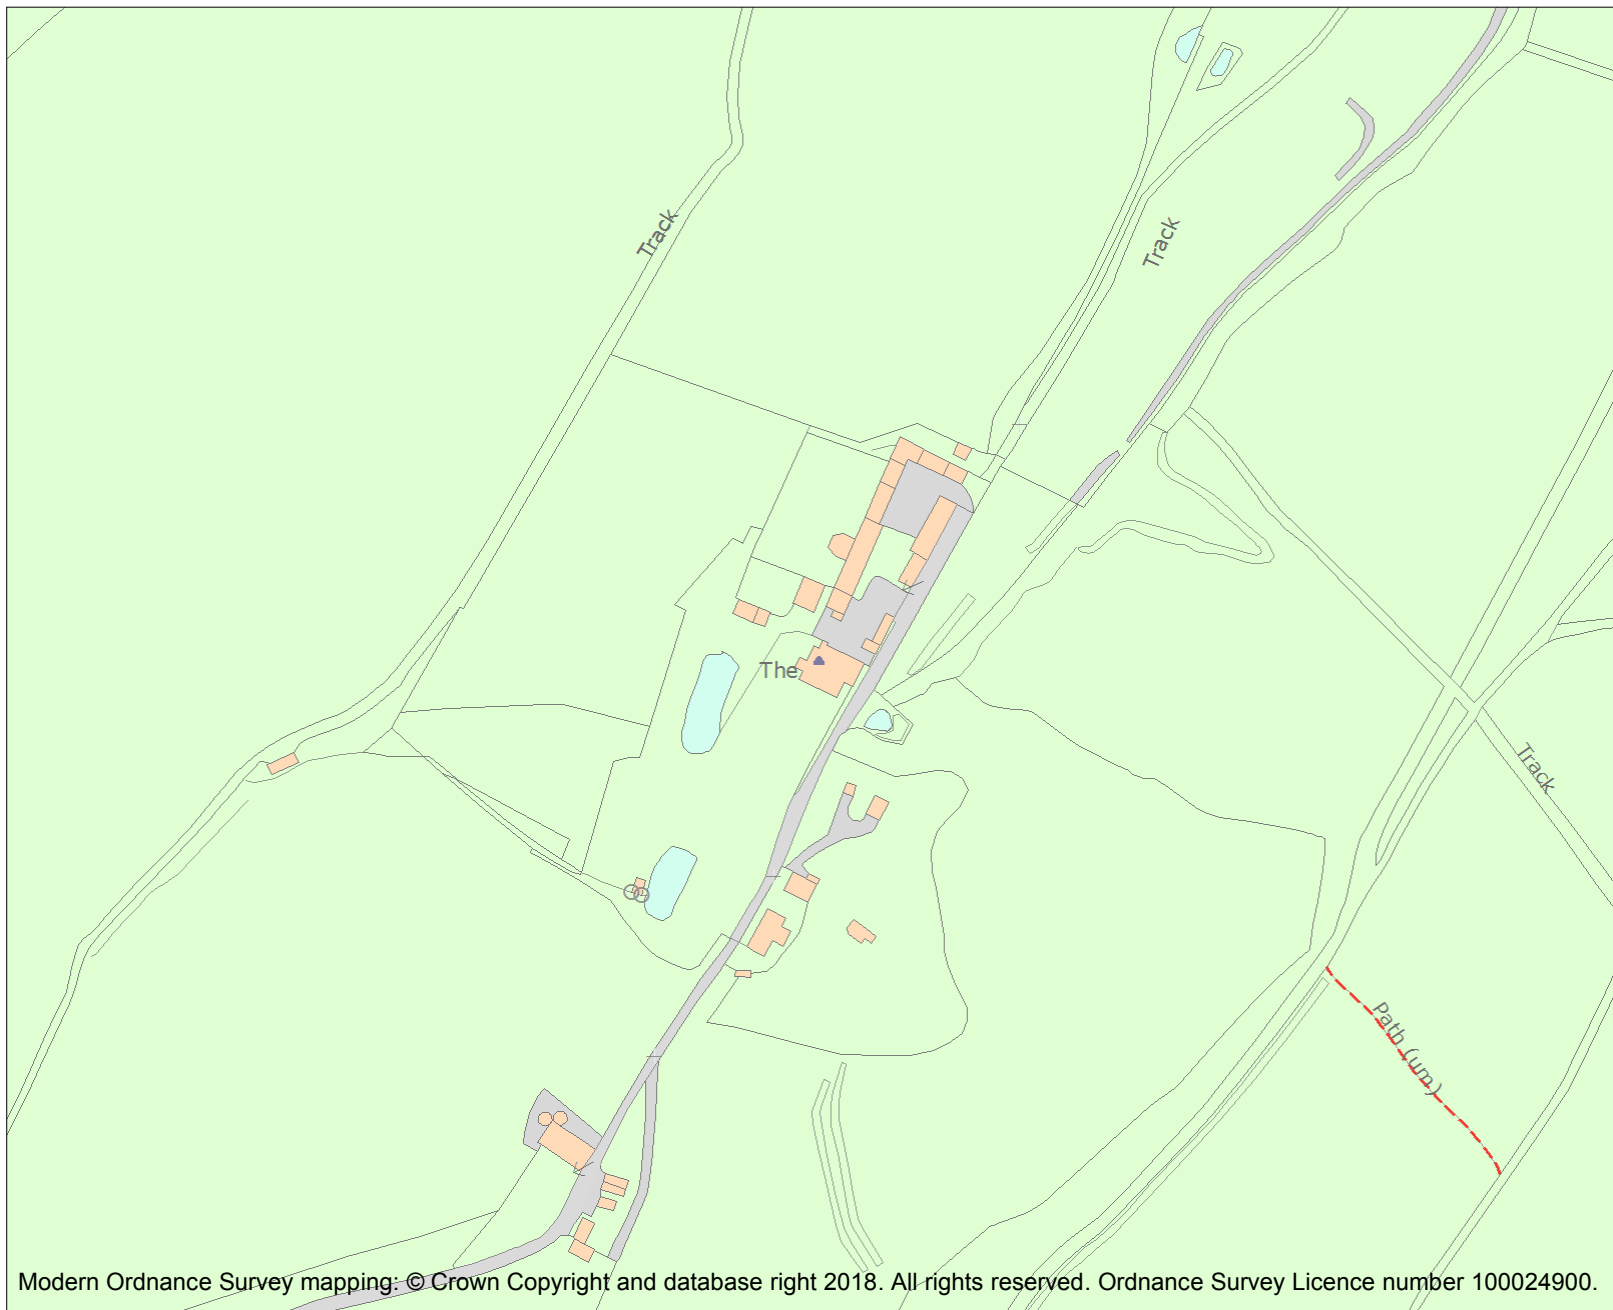 Track
Track
The
Track
Path (um)
Modern Ordnance Survey mapping: © Crown Copyright and database right 2018. All rights reserved. Ordnance Survey Licence number 100024900.